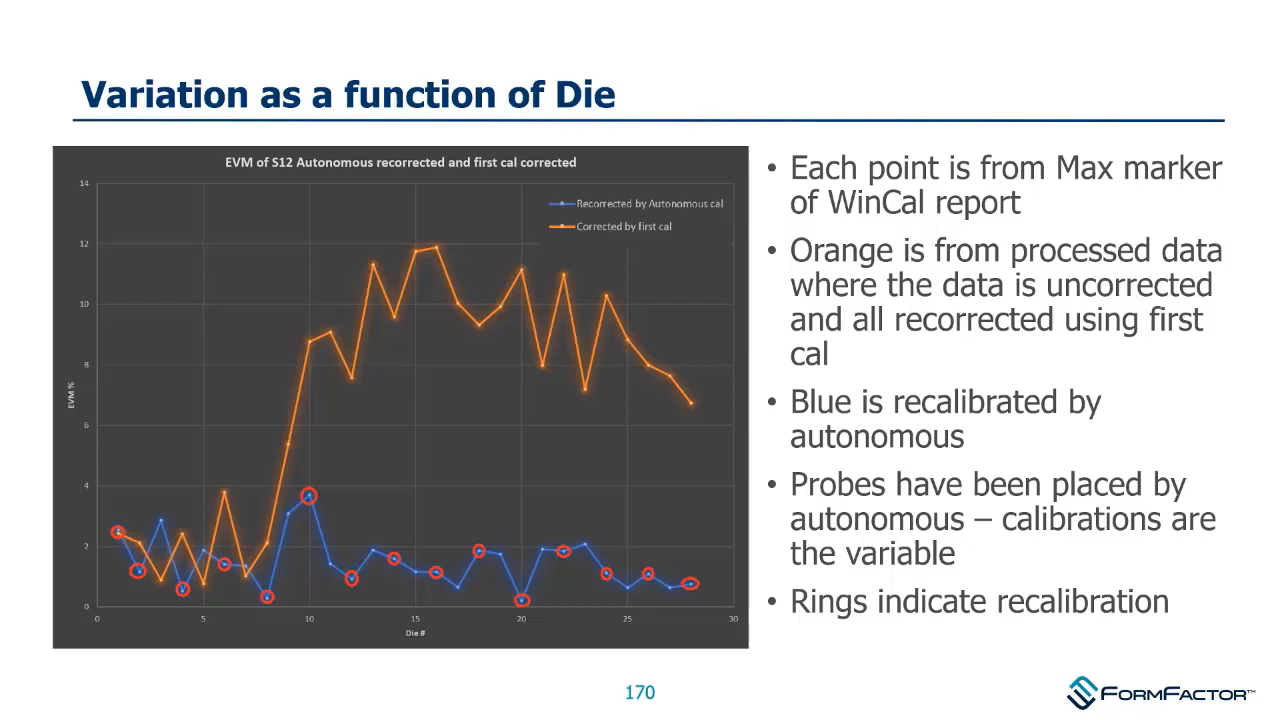 Variation as a function of Die
EVM of S12 Autonomous recorrected and first cal corrected
14
12
10
8
6
4
2
0
EVM %
0
5
10
15
20
25
30
Die #
Recorrected by Autonomous cal
Corrected by first cal
• Each point is from Max marker
of WinCal report
• Orange is from processed data
where the data is uncorrected
and all recorrected using first
cal
• Blue is recalibrated by
autonomous
• Probes have been placed by
autonomous – calibrations are
the variable
• Rings indicate recalibration
170
FORMFACTOR™